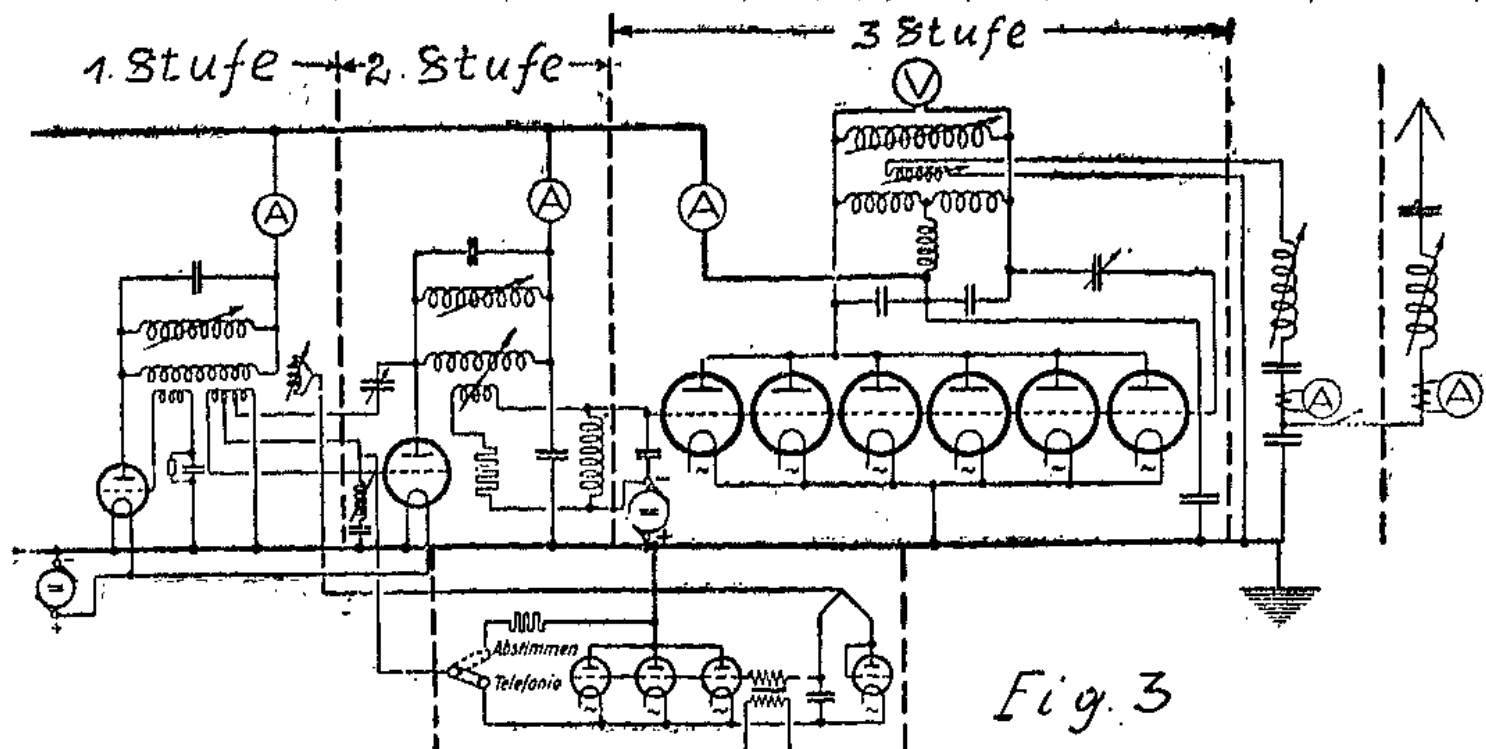 1. Stufe
2. Stufe
3 Stufe
V
A
A
A
A
A
Abstimmen
Telefonie
Fig. 3